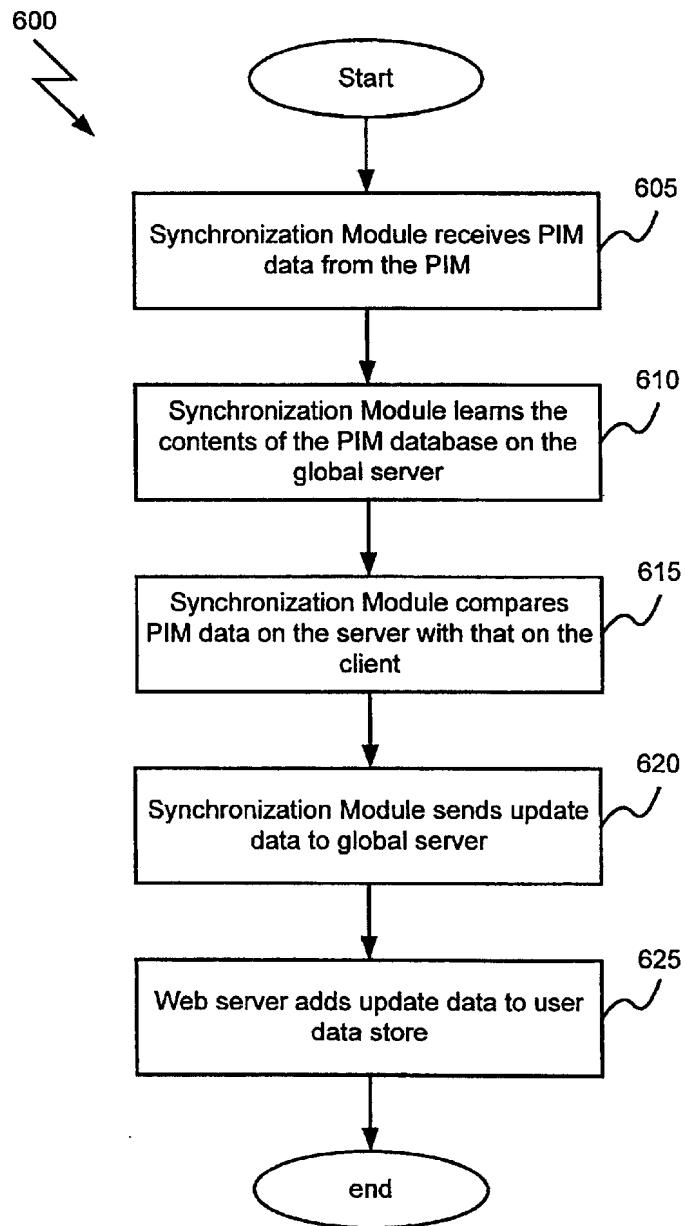 600
Start
605
Synchronization Module receives PIM
data from the PIM
610
Synchronization Module learns the
contents of the PIM database on the
global server
615
Synchronization Module compares
PIM data on the server with that on the
client
620
Synchronization Module sends update
data to global server
625
Web server adds update data to user
data store
end